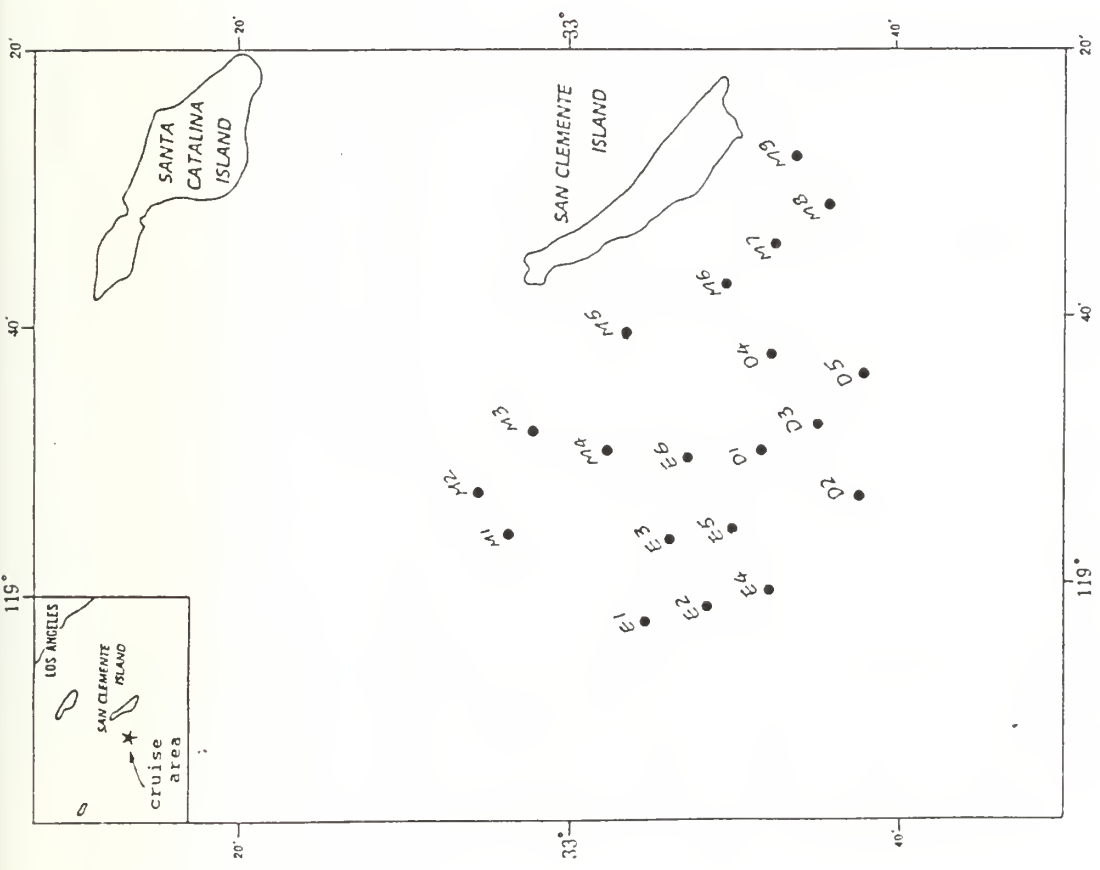 119°
40'
20'
LOS ANGELES
SAN CLEMENTE
ISLAND
cruise
area
SANTA
CATALINA
ISLAND
20'
20'
M2
M1
M3
SAN CLEMENTE
ISLAND
33°
33°
M4
M5
E1
E3
E6
E2
E5
M6
D1
E4
D4
M7
M9
D3
M8
D2
D5
40'
40'
119°
40'
20'